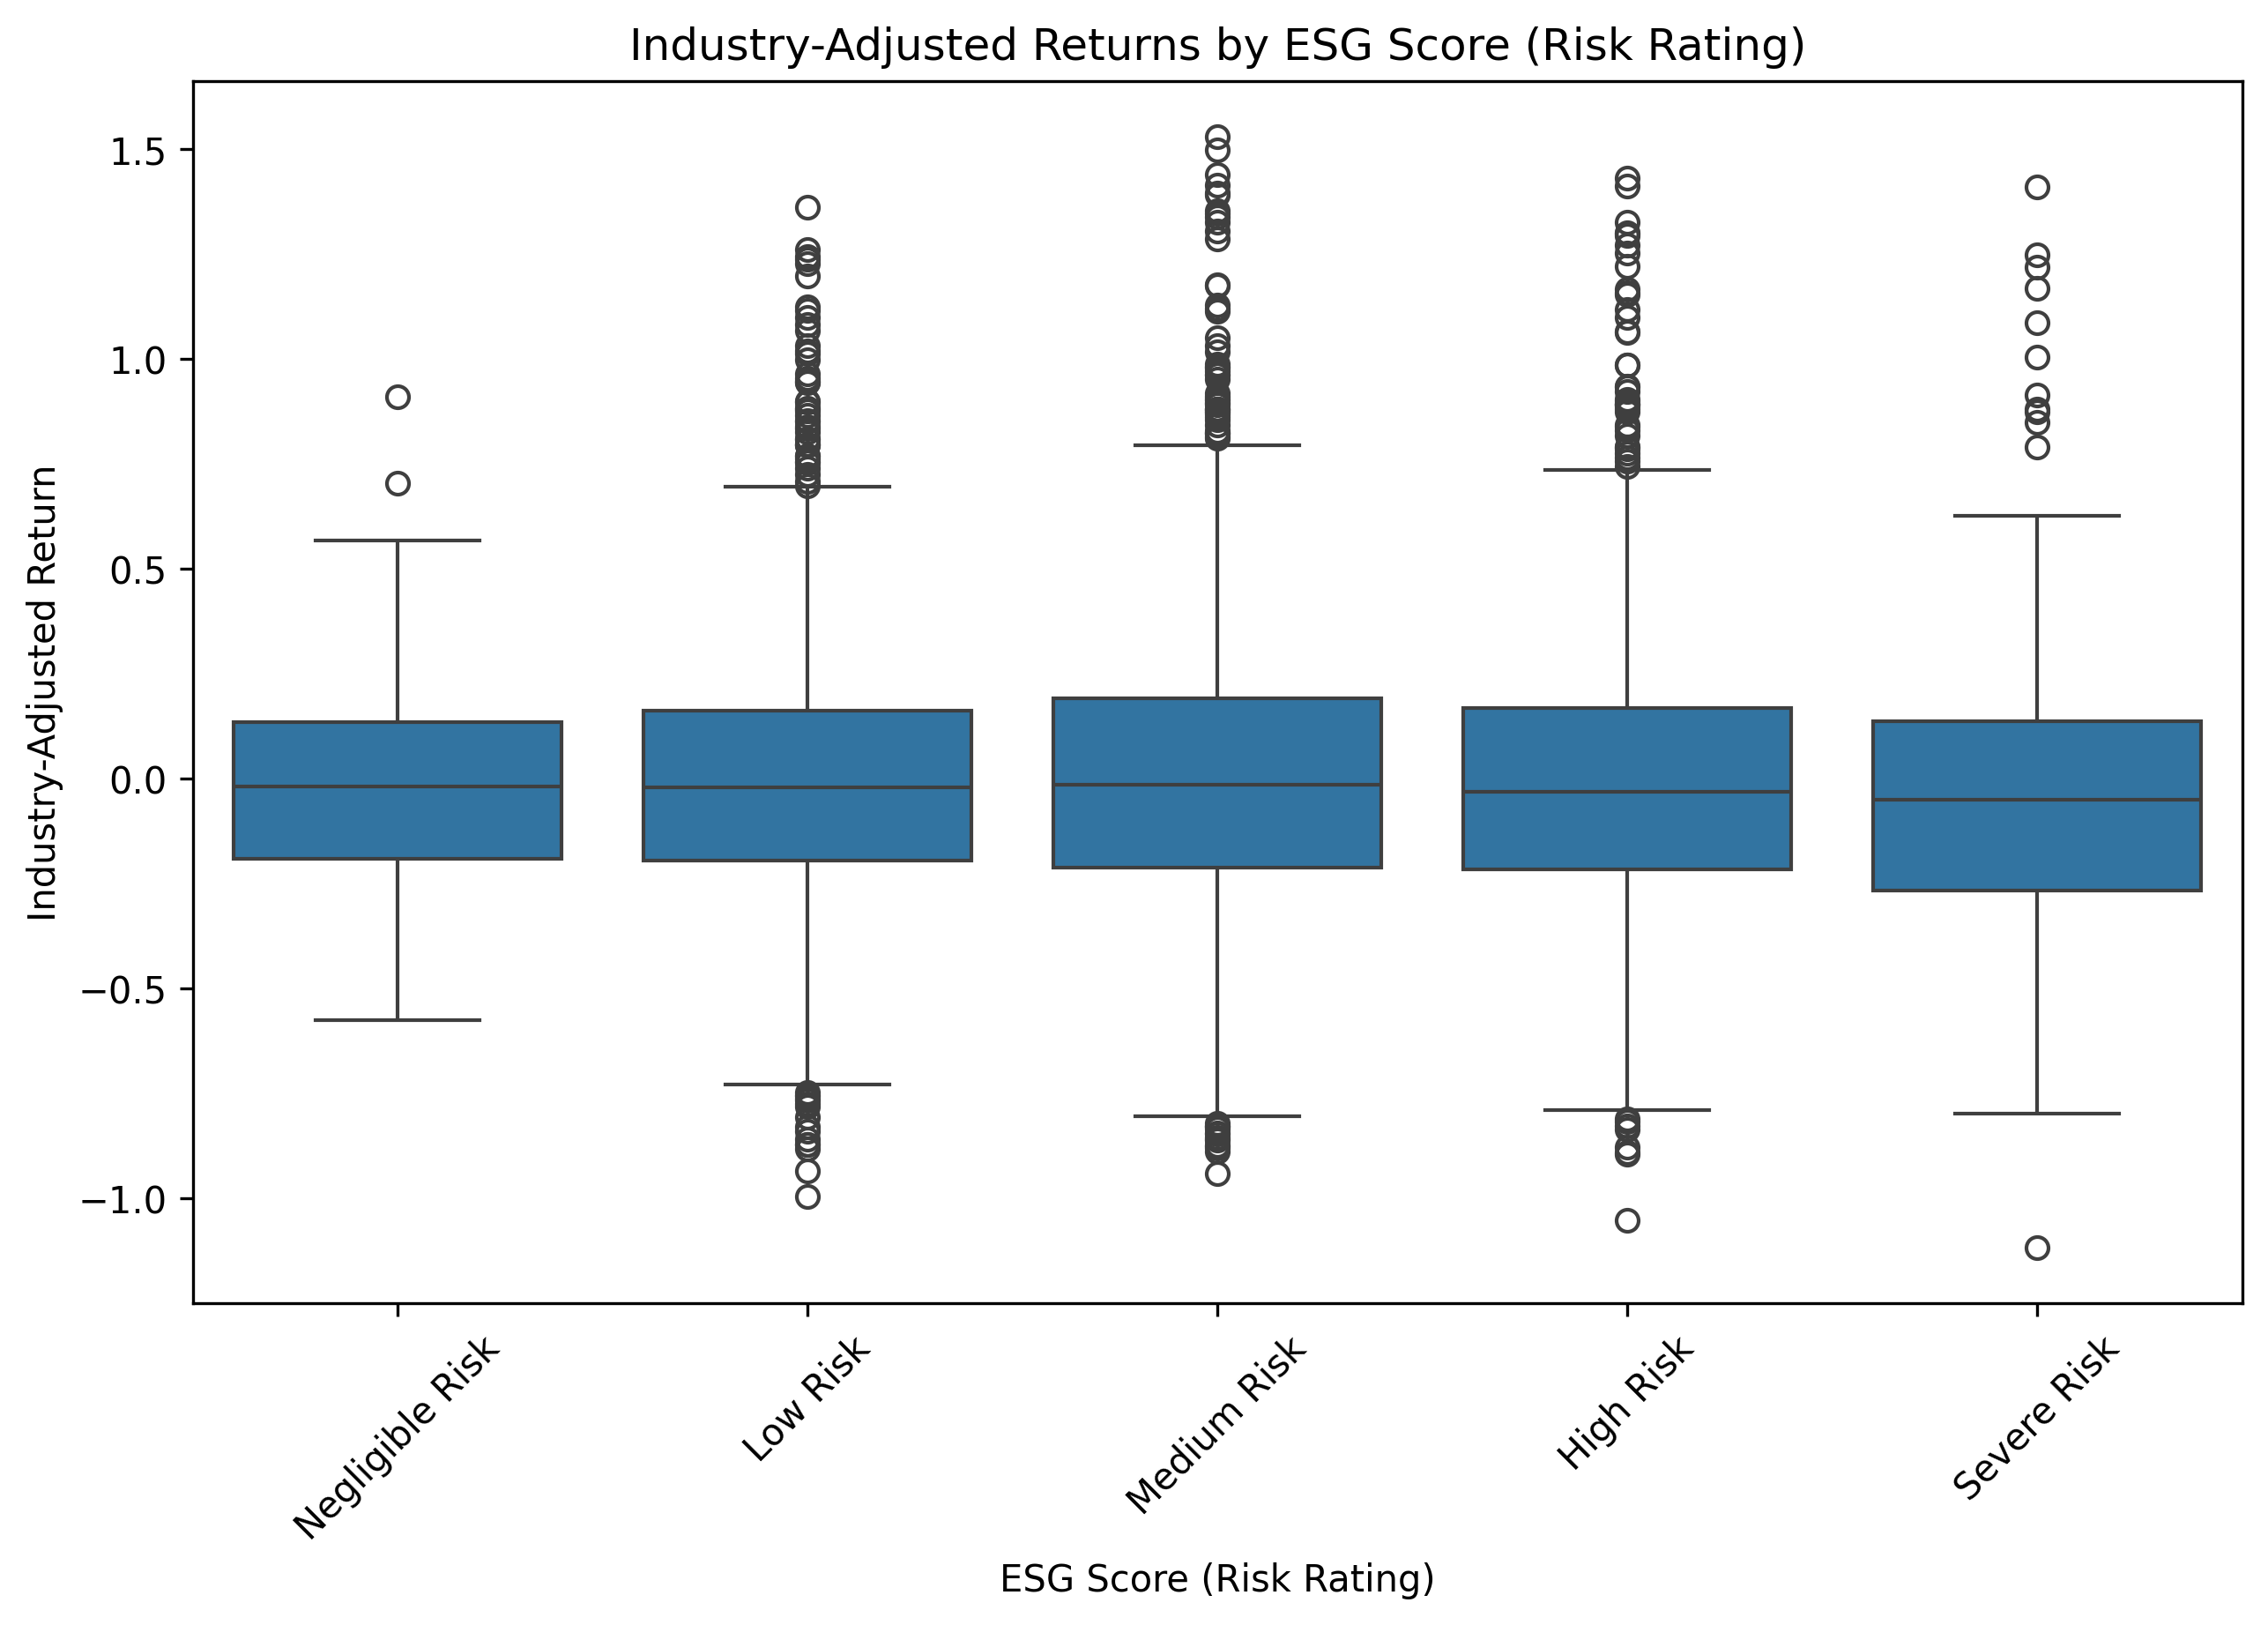 Industry-Adjusted Returns by ESG Score (Risk Rating)
Industry-Adjusted Return
1.5
1.0
0.5
0.0
−0.5
−1.0
Negligible Risk
Low Risk
Medium Risk
High Risk
Severe Risk
ESG Score (Risk Rating)